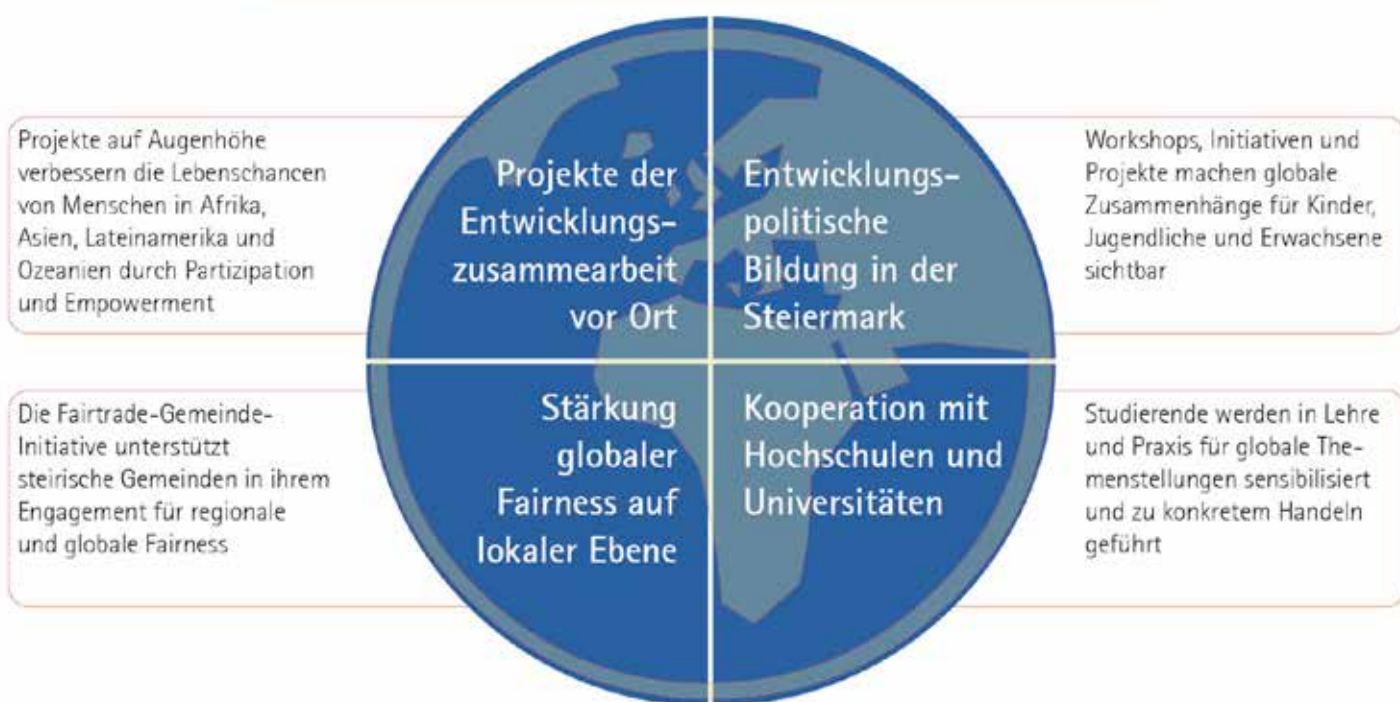 Projekte auf Augenhöhe
verbessern die Lebenschancen
von Menschen in Afrika,
Asien, Lateinamerika und
Ozeanien durch Partizipation
und Empowerment
Projekte der
Entwicklungs-
zusammearbeit
vor Ort
Entwicklungs-
politische
Bildung in der
Steiermark
Workshops, Initiativen und
Projekte machen globale
Zusammenhänge für Kinder,
Jugendliche und Erwachsene
sichtbar
Die Fairtrade-Gemeinde-
Initiative unterstützt
steirische Gemeinden in ihrem
Engagement für regionale
und globale Fairness
Stärkung
globaler
Fairness auf
lokaler Ebene
Kooperation mit
Hochschulen und
Universitäten
Studierende werden in Lehre
und Praxis für globale The-
menstellungen sensibilisiert
und zu konkretem Handeln
geführt